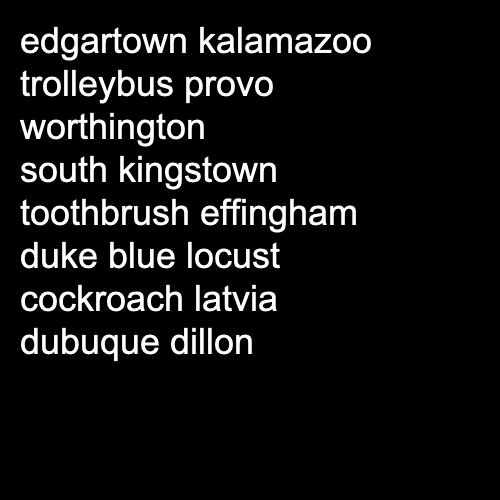 edgartown kalamazoo
trolleybus provo
worthington
south kingstown
toothbrush effingham
duke blue locust
cockroach latvia
dubuque dillon